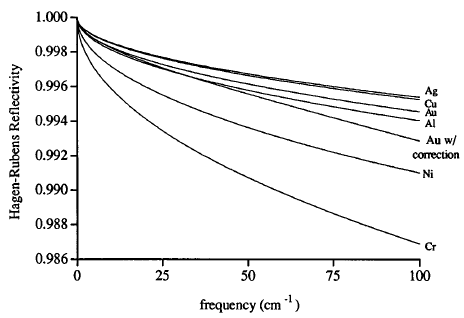 1.000
0.998
0.996
0.994
0.992
0.990
0.988
0.986
Hagen-Rubens Reflectivity
Ag
Cu
Au
Al
Au w/
correction
Ni
Cr
0
25
50
75
100
frequency (cm⁻¹)